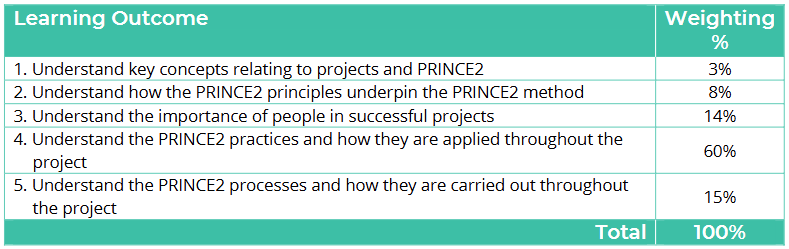 Learning Outcome Weighting
%
1. Understand key concepts relating to projects and PRINCE2 3%
2. Understand how the PRINCE2 principles underpin the PRINCE2 method 8%
3. Understand the importance of people in successful projects 14%
4. Understand the PRINCE2 practices and how they are applied throughout the
project 60%
5. Understand the PRINCE2 processes and how they are carried out throughout
the project 15%
Total 100%